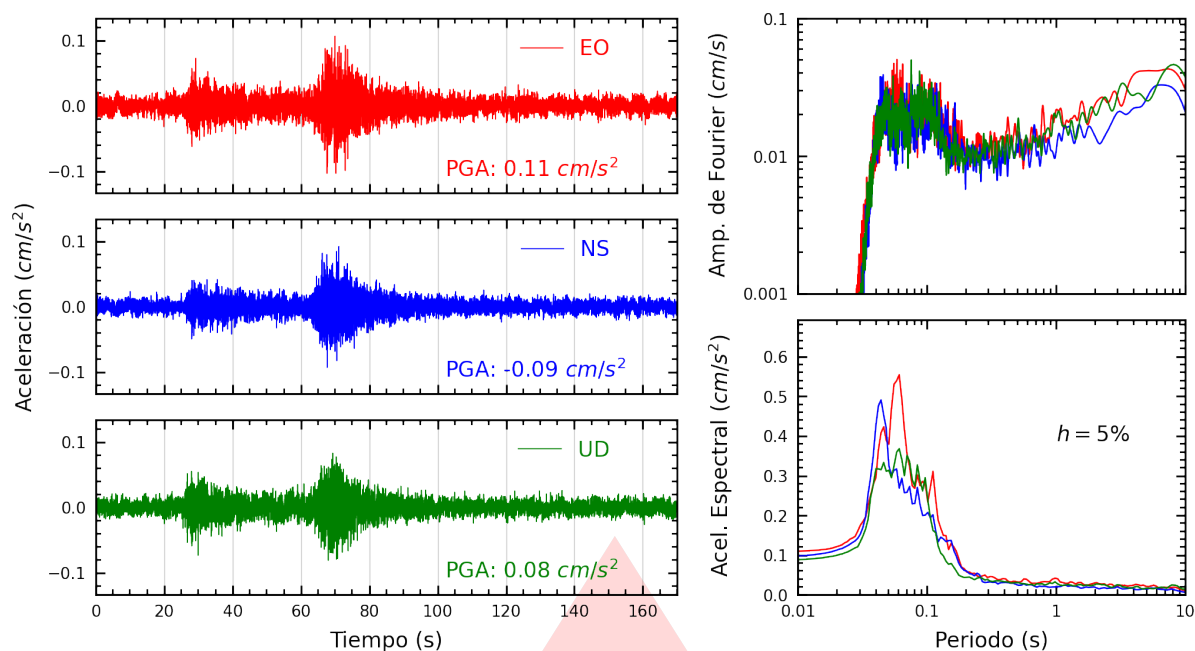 Aceleración (cm/s²)
0.1
0.0
−0.1
EO
PGA: 0.11 cm/s²
0.1
0.0
−0.1
NS
PGA: -0.09 cm/s²
0.1
0.0
−0.1
UD
PGA: 0.08 cm/s²
0 20 40 60 80 100 120 140 160
Tiempo (s)
Amp. de Fourier (cm/s)
0.1
0.01
0.001
Acel. Espectral (cm/s²)
0.6
0.5
0.4
0.3
0.2
0.1
0.0
h = 5%
0.01 0.1 1 10
Periodo (s)